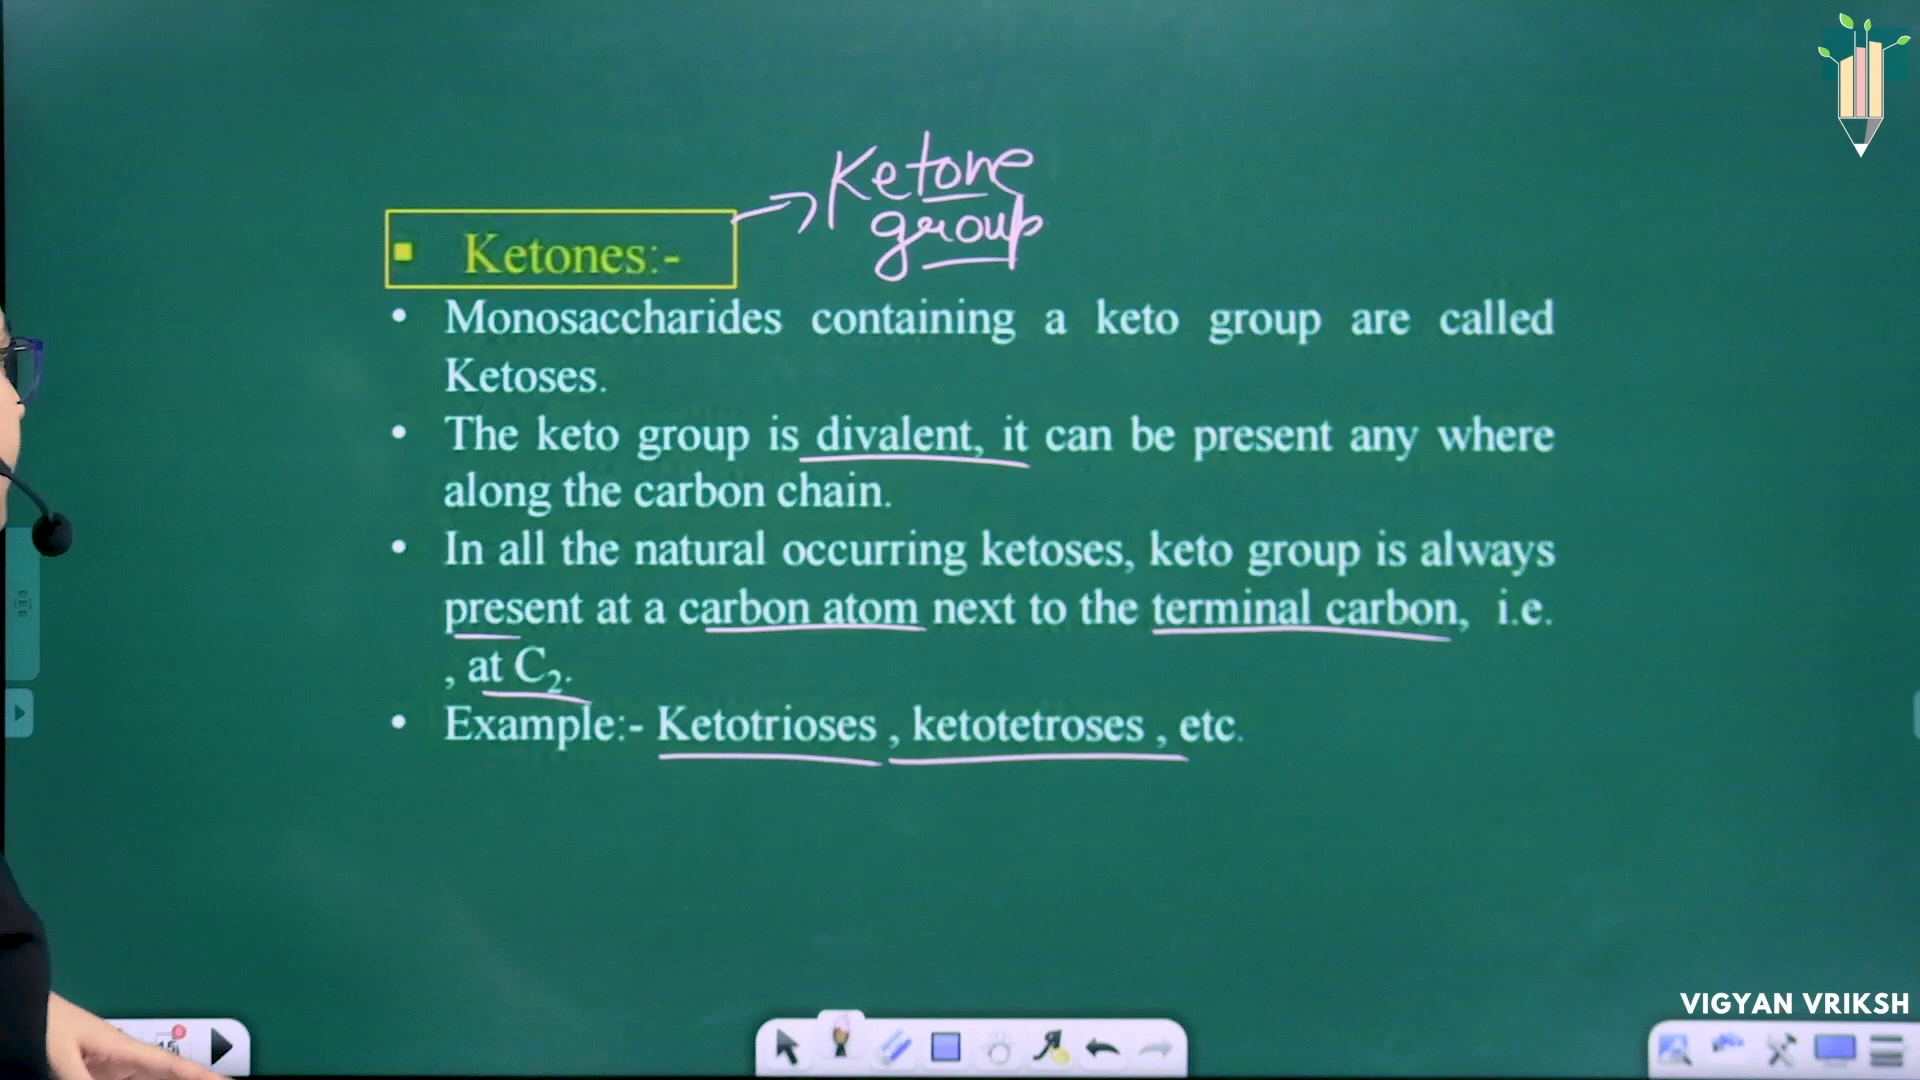 Ketone
group
▪ Ketones:-
• Monosaccharides containing a keto group are called
Ketoses.
• The keto group is divalent, it can be present any where
along the carbon chain.
• In all the natural occurring ketoses, keto group is always
present at a carbon atom next to the terminal carbon, i.e.
, at C₂.
• Example:- Ketotrioses , ketotetroses , etc.
VIGYAN VRIKSH